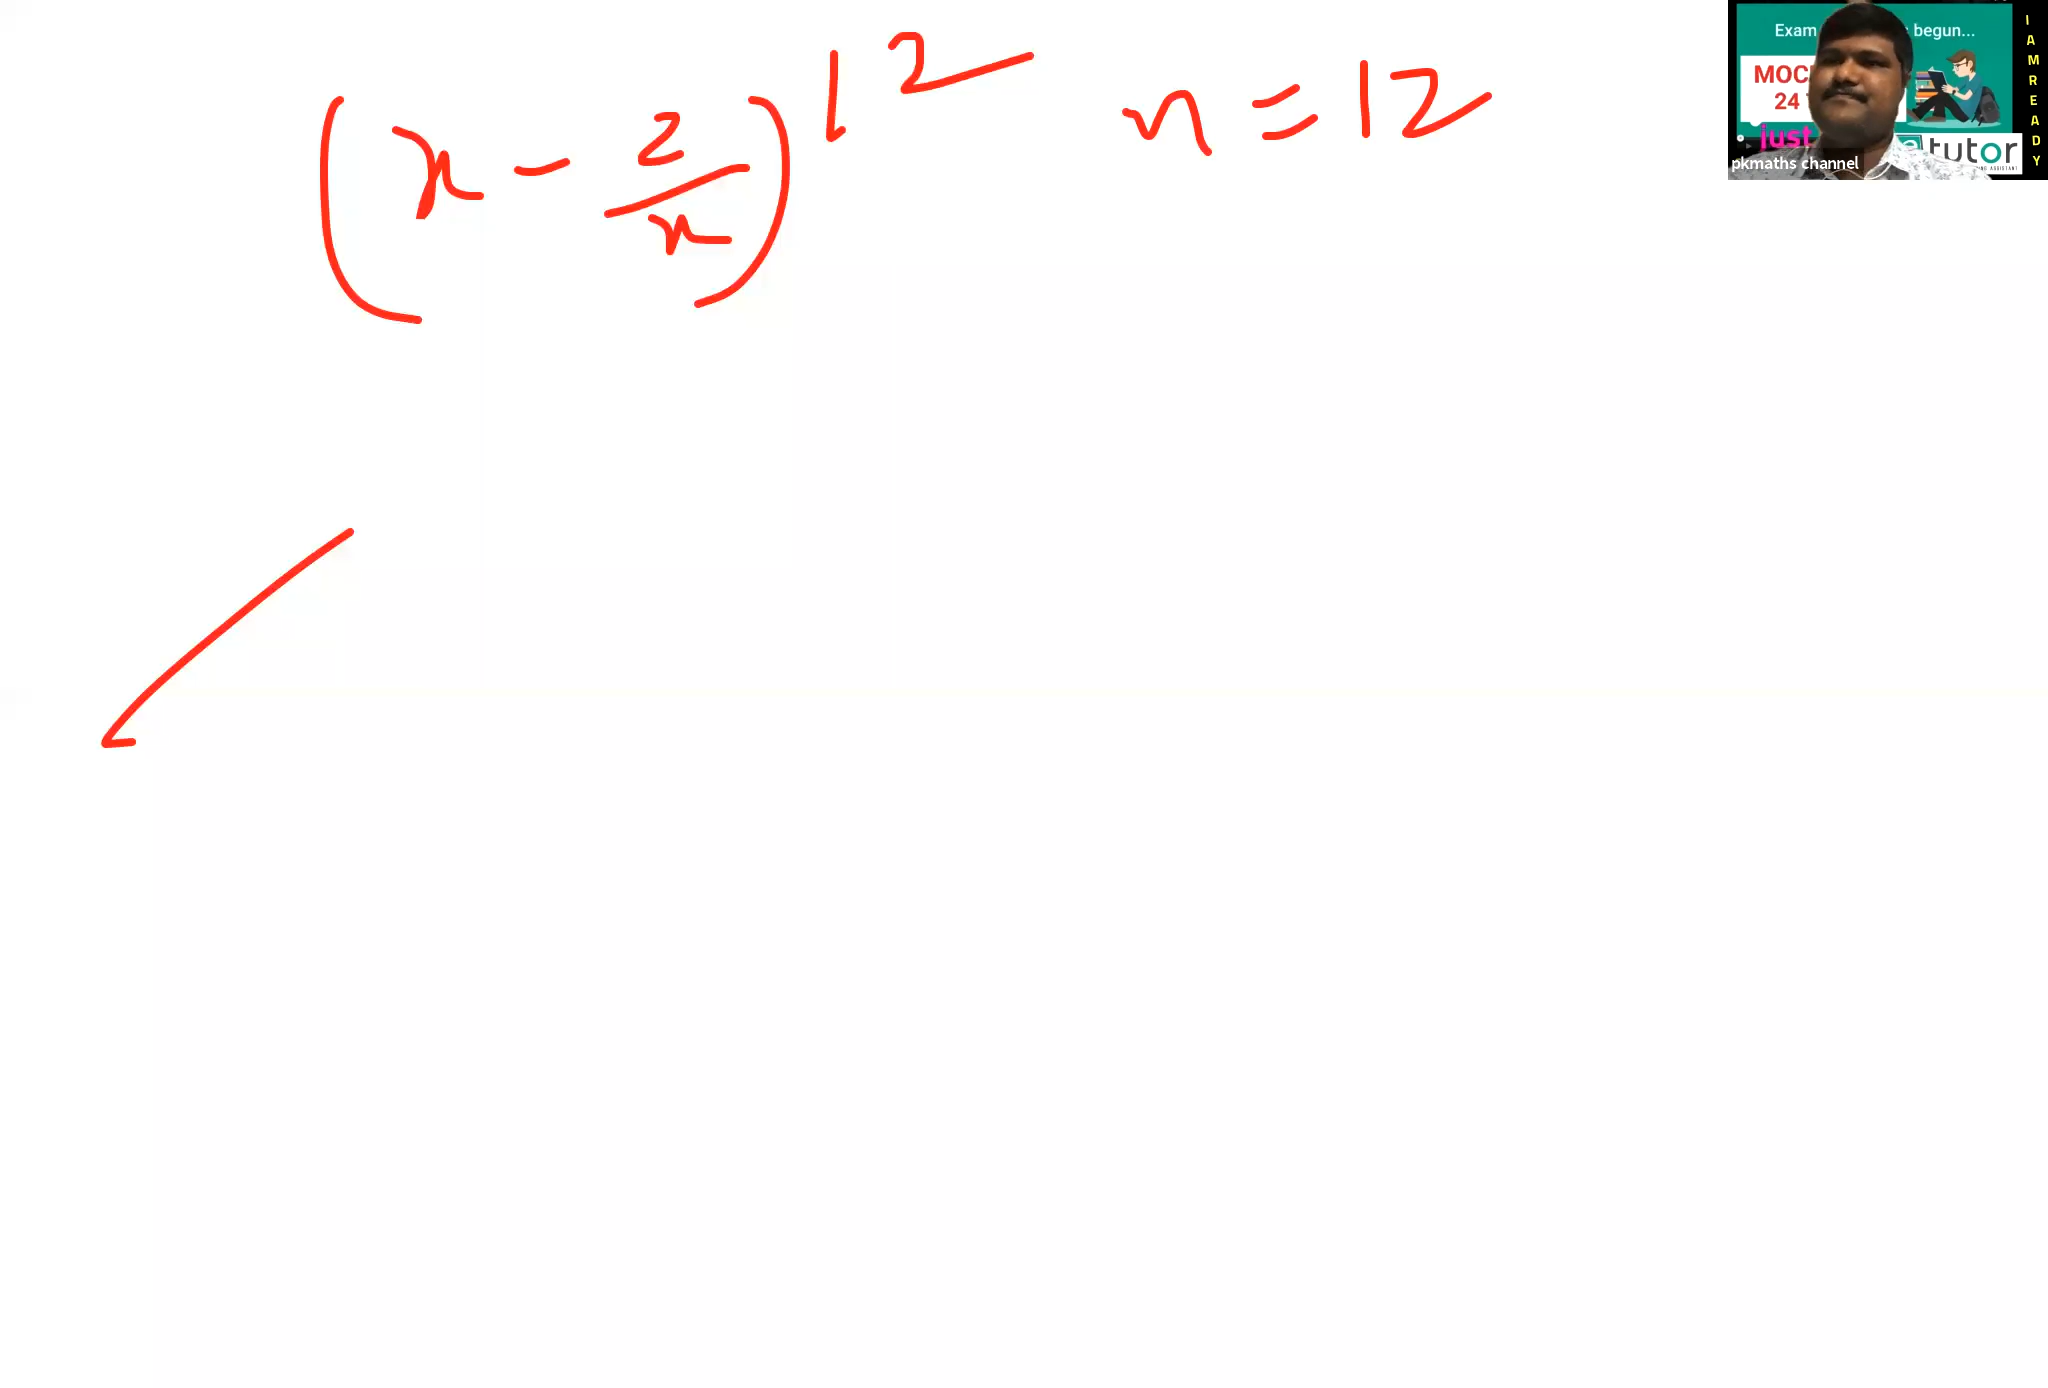 (x - 2/x)^12 n = 12
Exam begun...
MOC
24
just
tutor
pkmaths channel
I AM READY